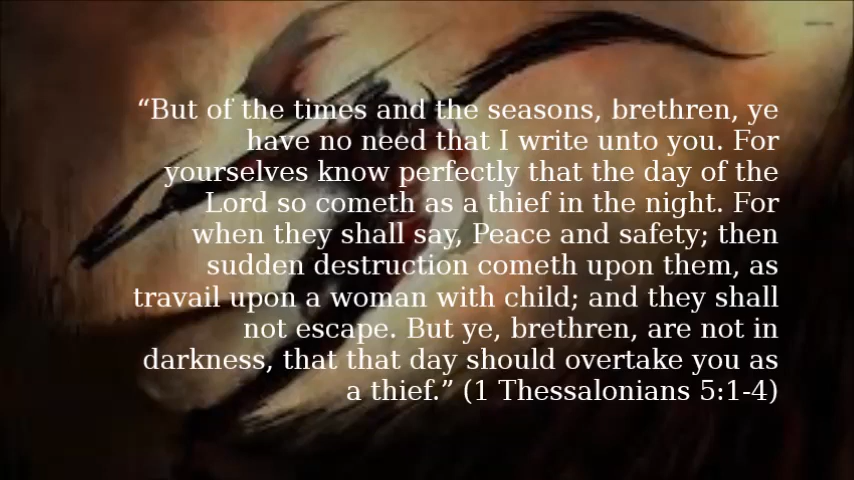 “But of the times and the seasons, brethren, ye
have no need that I write unto you. For
yourselves know perfectly that the day of the
Lord so cometh as a thief in the night. For
when they shall say, Peace and safety; then
sudden destruction cometh upon them, as
travail upon a woman with child; and they shall
not escape. But ye, brethren, are not in
darkness, that that day should overtake you as
a thief.” (1 Thessalonians 5:1-4)